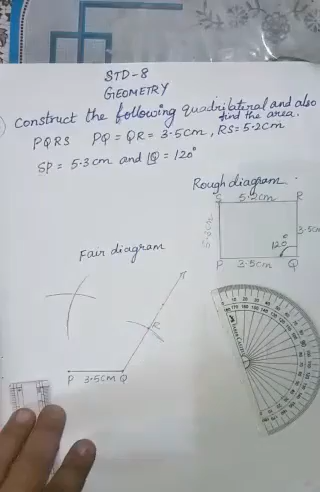 STD-8
GEOMETRY
Construct the following quadrilateral and also
find the area.
PQRS PQ = QR = 3.5cm, RS = 5.2cm
SP = 5.3cm and ∠Q = 120°
Rough diagram
S 5.2cm R
3.5cm
120°
P 3.5cm Q
Fair diagram
R
P 3.5cm Q